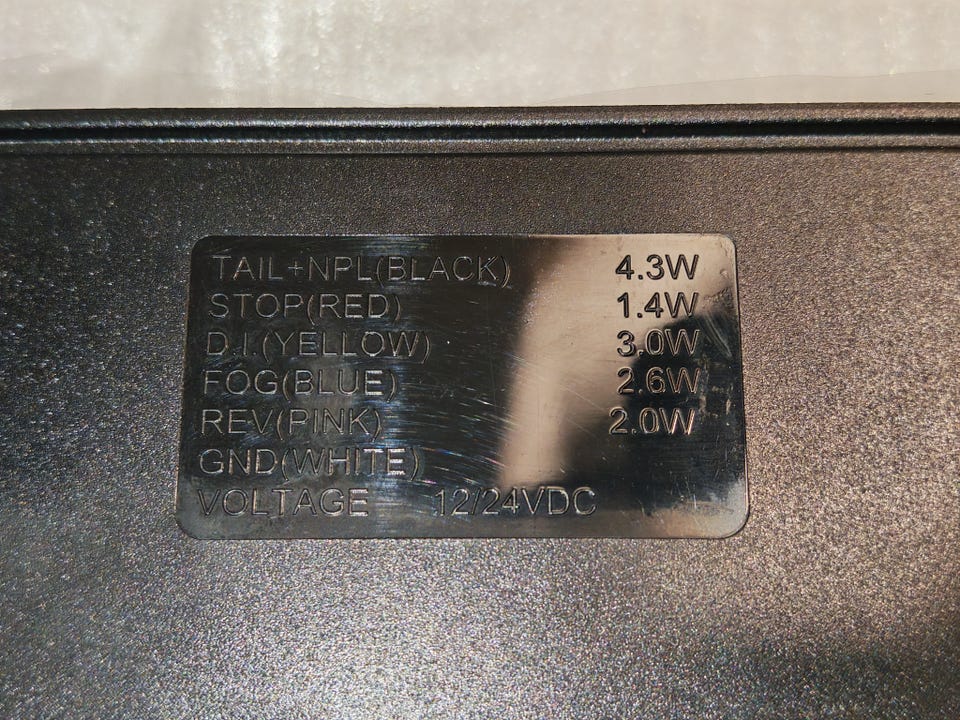 TAIL+NPL(BLACK) 4.3W
STOP(RED) 1.4W
D.I.(YELLOW) 3.0W
FOG(BLUE) 2.6W
REV(PINK) 2.0W
GND(WHITE)
VOLTAGE 12/24VDC